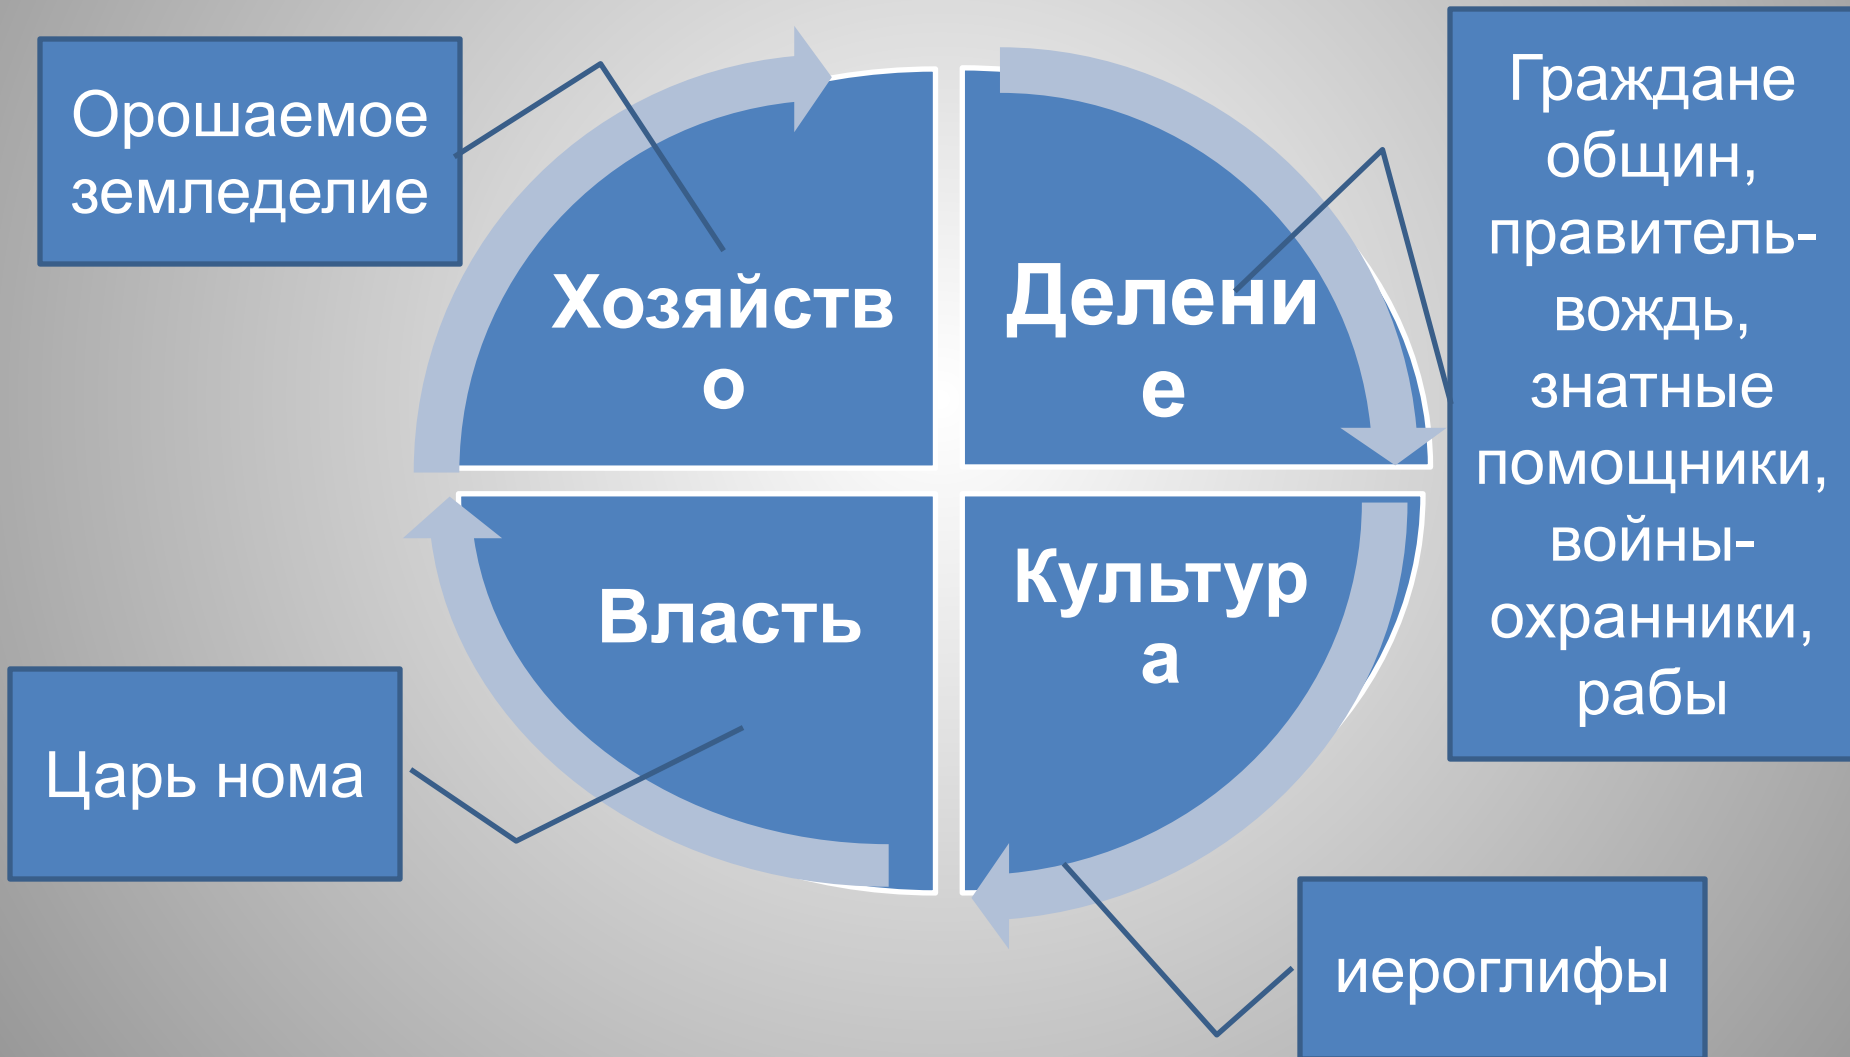 Орошаемое
земледелие
Хозяйств
о
Делени
е
Граждане
общин,
правитель-
вождь,
знатные
помощники,
войны-
охранники,
рабы
Власть
Культур
а
Царь нома
иероглифы